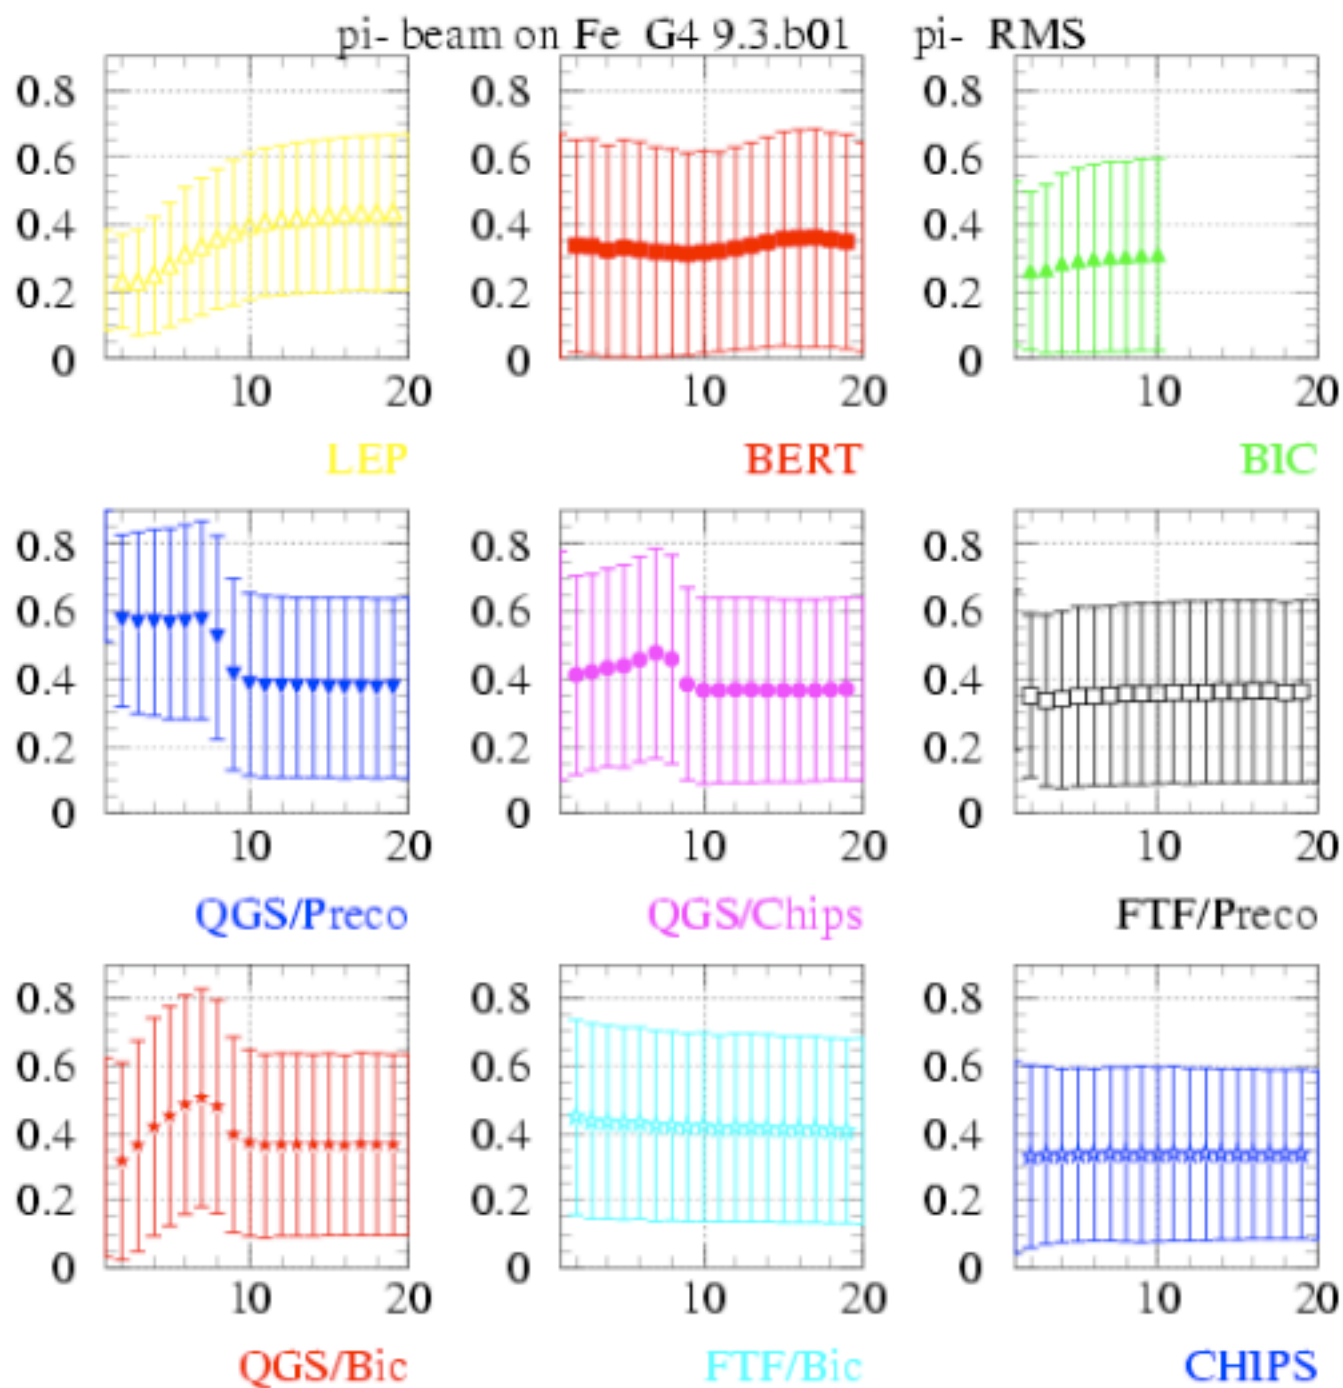 pi- beam on Fe G4 9.3.b01 pi- RMS
0.8 0.8 0.8
0.6 0.6 0.6
0.4 0.4 0.4
0.2 0.2 0.2
0 0 0
10 20 10 20 10 20
LEP BERT BIC
0.8 0.8 0.8
0.6 0.6 0.6
0.4 0.4 0.4
0.2 0.2 0.2
0 0 0
10 20 10 20 10 20
QGS/Preco QGS/Chips FTF/Preco
0.8 0.8 0.8
0.6 0.6 0.6
0.4 0.4 0.4
0.2 0.2 0.2
0 0 0
10 20 10 20 10 20
QGS/Bic FTF/Bic CHIPS